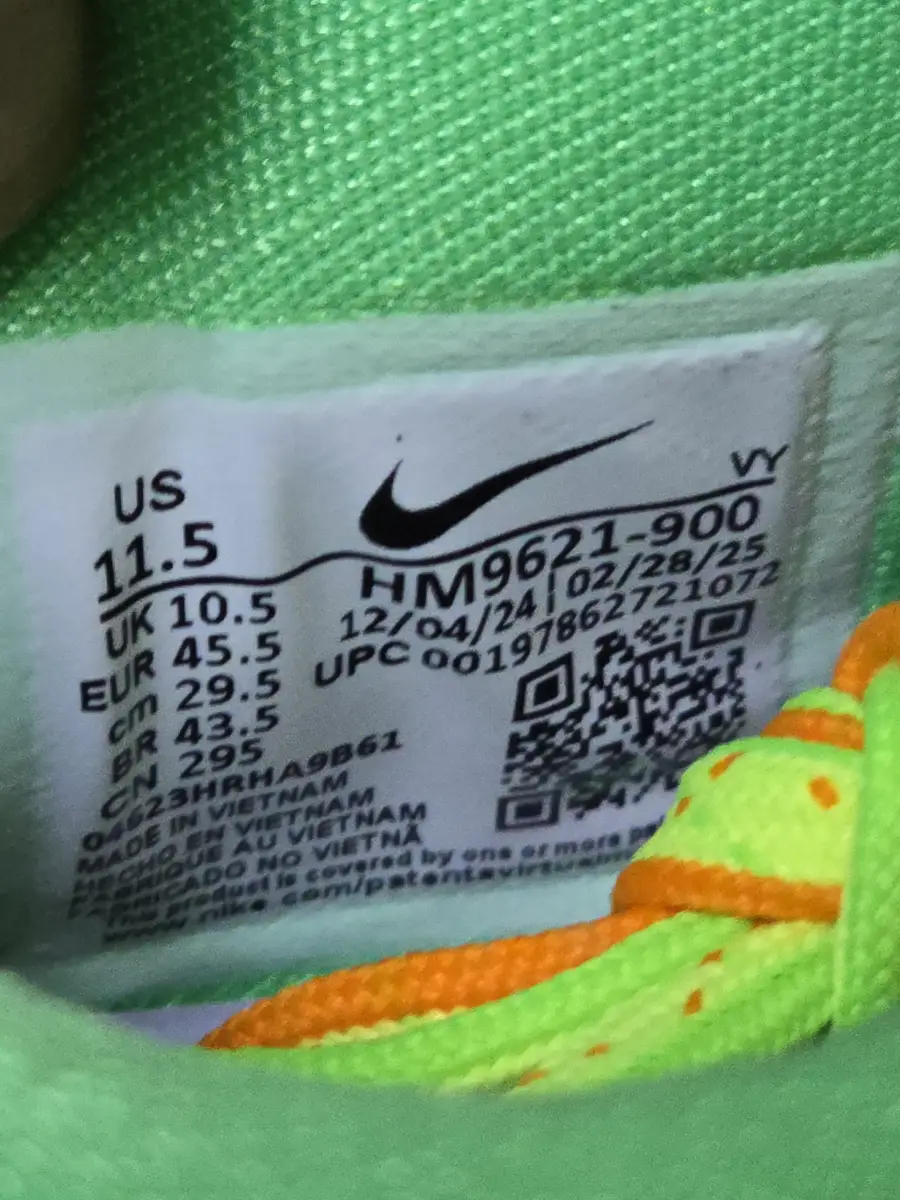 US
11.5
UK 10.5
EUR 45.5
cm 29.5
BR 43.5
CN 295
VY
HM9621-900
12/04/24 | 02/28/25
UPC 00197862721072
04623HRHA9B61
MADE IN VIETNAM
HECHO EN VIETNAM
FABRIQUE AU VIETNAM
FABRICADO NO VIETNÃ
This product is covered by one or more
www.nike.com/patents